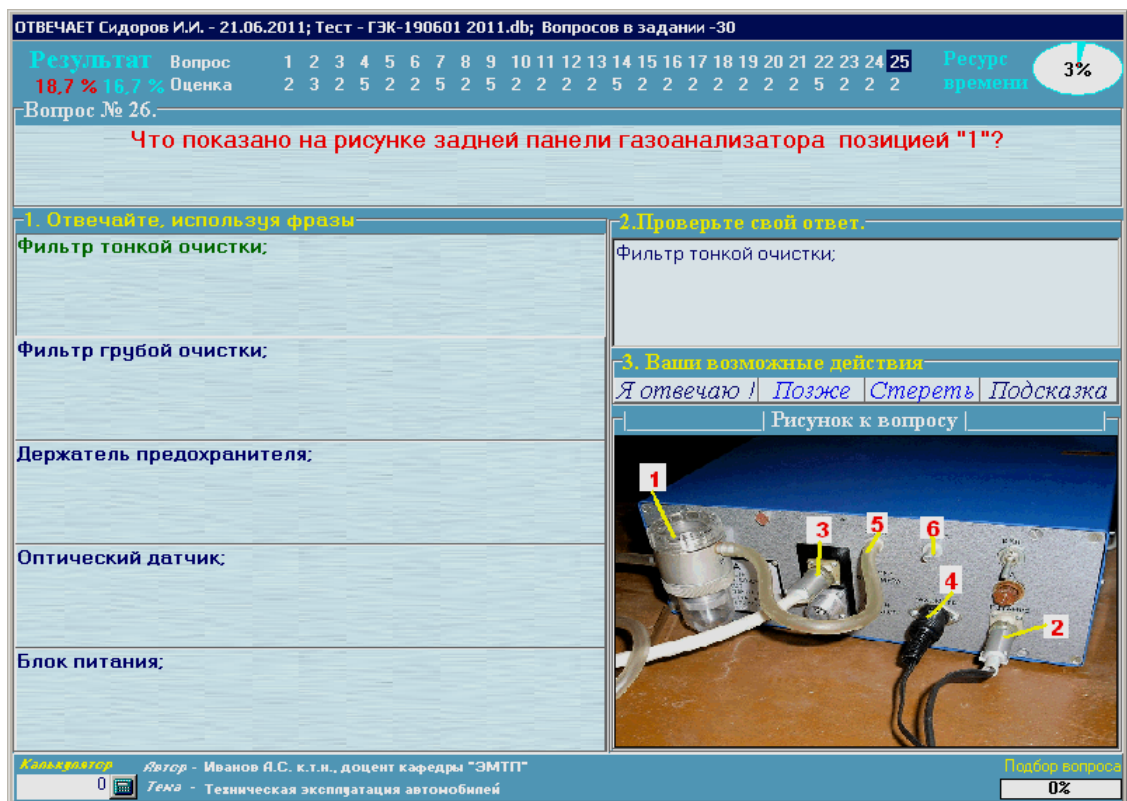 ОТВЕЧАЕТ Сидоров И.И. - 21.06.2011; Тест - ГЭК-190601 2011.db; Вопросов в задании -30
Результат Вопрос 1 2 3 4 5 6 7 8 9 10 11 12 13 14 15 16 17 18 19 20 21 22 23 24 25 Ресурс
18,7 % 16,7 % Оценка 2 3 2 5 2 2 5 2 5 2 2 2 2 5 2 2 2 2 2 2 2 5 2 2 2 времени 3%
Вопрос № 26.
Что показано на рисунке задней панели газоанализатора позицией "1"?
1. Отвечайте, используя фразы
Фильтр тонкой очистки;
Фильтр грубой очистки;
Держатель предохранителя;
Оптический датчик;
Блок питания;
2.Проверьте свой ответ.
Фильтр тонкой очистки;
3. Ваши возможные действия
Я отвечаю ! Позже Стереть Подсказка
Рисунок к вопросу
1
3
5
6
4
2
Калькулятор Автор - Иванов А.С. к.т.н., доцент кафедры "ЭМТП"
0 Тема - Техническая эксплуатация автомобилей
Подбор вопроса
0%